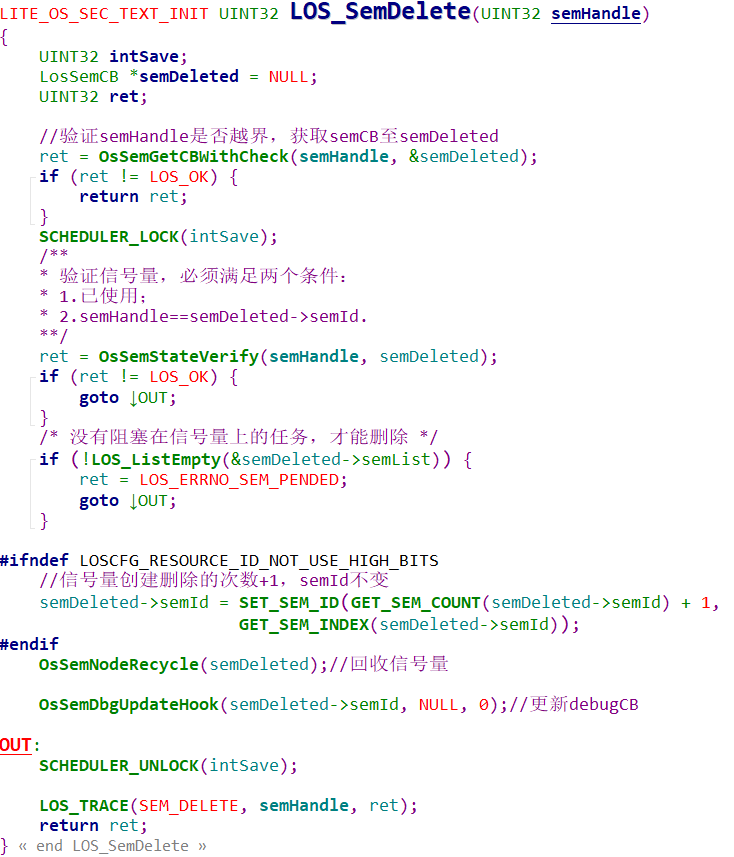 LITE_OS_SEC_TEXT_INIT UINT32 LOS_SemDelete(UINT32 semHandle)
{
    UINT32 intSave;
    LosSemCB *semDeleted = NULL;
    UINT32 ret;

    //验证semHandle是否越界，获取semCB至semDeleted
    ret = OsSemGetCBWithCheck(semHandle, &semDeleted);
    if (ret != LOS_OK) {
        return ret;
    }
    SCHEDULER_LOCK(intSave);
    /**
    * 验证信号量，必须满足两个条件：
    * 1.已使用；
    * 2.semHandle==semDeleted->semId.
    **/
    ret = OsSemStateVerify(semHandle, semDeleted);
    if (ret != LOS_OK) {
        goto ↓OUT;
    }
    /* 没有阻塞在信号量上的任务，才能删除 */
    if (!LOS_ListEmpty(&semDeleted->semList)) {
        ret = LOS_ERRNO_SEM_PENDED;
        goto ↓OUT;
    }

#ifndef LOSCFG_RESOURCE_ID_NOT_USE_HIGH_BITS
    //信号量创建删除的次数+1，semId不变
    semDeleted->semId = SET_SEM_ID(GET_SEM_COUNT(semDeleted->semId) + 1,
                        GET_SEM_INDEX(semDeleted->semId));
#endif
    OsSemNodeRecycle(semDeleted);//回收信号量

    OsSemDbgUpdateHook(semDeleted->semId, NULL, 0);//更新debugCB

OUT:
    SCHEDULER_UNLOCK(intSave);

    LOS_TRACE(SEM_DELETE, semHandle, ret);
    return ret;
} « end LOS_SemDelete »